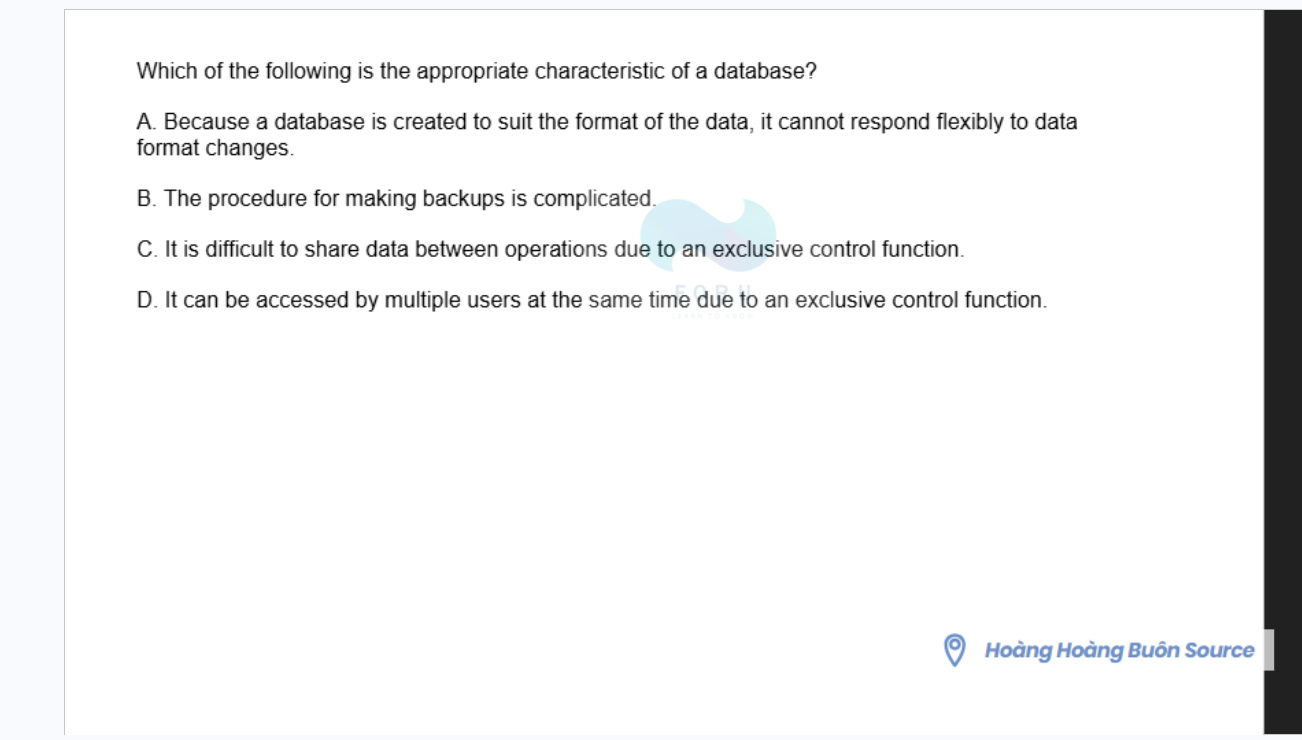 Which of the following is the appropriate characteristic of a database?
A. Because a database is created to suit the format of the data, it cannot respond flexibly to data
format changes.
B. The procedure for making backups is complicated.
C. It is difficult to share data between operations due to an exclusive control function.
D. It can be accessed by multiple users at the same time due to an exclusive control function.
Hoàng Hoàng Buôn Source